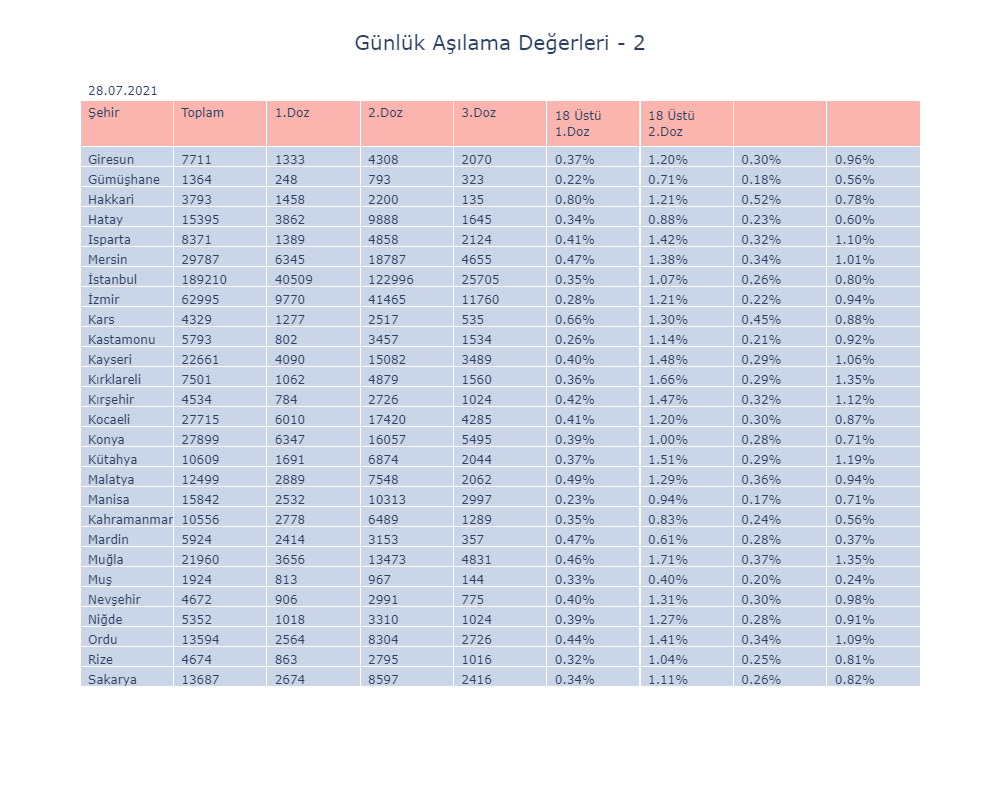 Günlük Aşılama Değerleri - 2
28.07.2021
Şehir Toplam 1.Doz 2.Doz 3.Doz 18 Üstü 1.Doz 18 Üstü 2.Doz
Giresun 7711 1333 4308 2070 0.37% 1.20% 0.30% 0.96%
Gümüşhane 1364 248 793 323 0.22% 0.71% 0.18% 0.56%
Hakkari 3793 1458 2200 135 0.80% 1.21% 0.52% 0.78%
Hatay 15395 3862 9888 1645 0.34% 0.88% 0.23% 0.60%
Isparta 8371 1389 4858 2124 0.41% 1.42% 0.32% 1.10%
Mersin 29787 6345 18787 4655 0.47% 1.38% 0.34% 1.01%
İstanbul 189210 40509 122996 25705 0.35% 1.07% 0.26% 0.80%
İzmir 62995 9770 41465 11760 0.28% 1.21% 0.22% 0.94%
Kars 4329 1277 2517 535 0.66% 1.30% 0.45% 0.88%
Kastamonu 5793 802 3457 1534 0.26% 1.14% 0.21% 0.92%
Kayseri 22661 4090 15082 3489 0.40% 1.48% 0.29% 1.06%
Kırklareli 7501 1062 4879 1560 0.36% 1.66% 0.29% 1.35%
Kırşehir 4534 784 2726 1024 0.42% 1.47% 0.32% 1.12%
Kocaeli 27715 6010 17420 4285 0.41% 1.20% 0.30% 0.87%
Konya 27899 6347 16057 5495 0.39% 1.00% 0.28% 0.71%
Kütahya 10609 1691 6874 2044 0.37% 1.51% 0.29% 1.19%
Malatya 12499 2889 7548 2062 0.49% 1.29% 0.36% 0.94%
Manisa 15842 2532 10313 2997 0.23% 0.94% 0.17% 0.71%
Kahramanmar 10556 2778 6489 1289 0.35% 0.83% 0.24% 0.56%
Mardin 5924 2414 3153 357 0.47% 0.61% 0.28% 0.37%
Muğla 21960 3656 13473 4831 0.46% 1.71% 0.37% 1.35%
Muş 1924 813 967 144 0.33% 0.40% 0.20% 0.24%
Nevşehir 4672 906 2991 775 0.40% 1.31% 0.30% 0.98%
Niğde 5352 1018 3310 1024 0.39% 1.27% 0.28% 0.91%
Ordu 13594 2564 8304 2726 0.44% 1.41% 0.34% 1.09%
Rize 4674 863 2795 1016 0.32% 1.04% 0.25% 0.81%
Sakarya 13687 2674 8597 2416 0.34% 1.11% 0.26% 0.82%